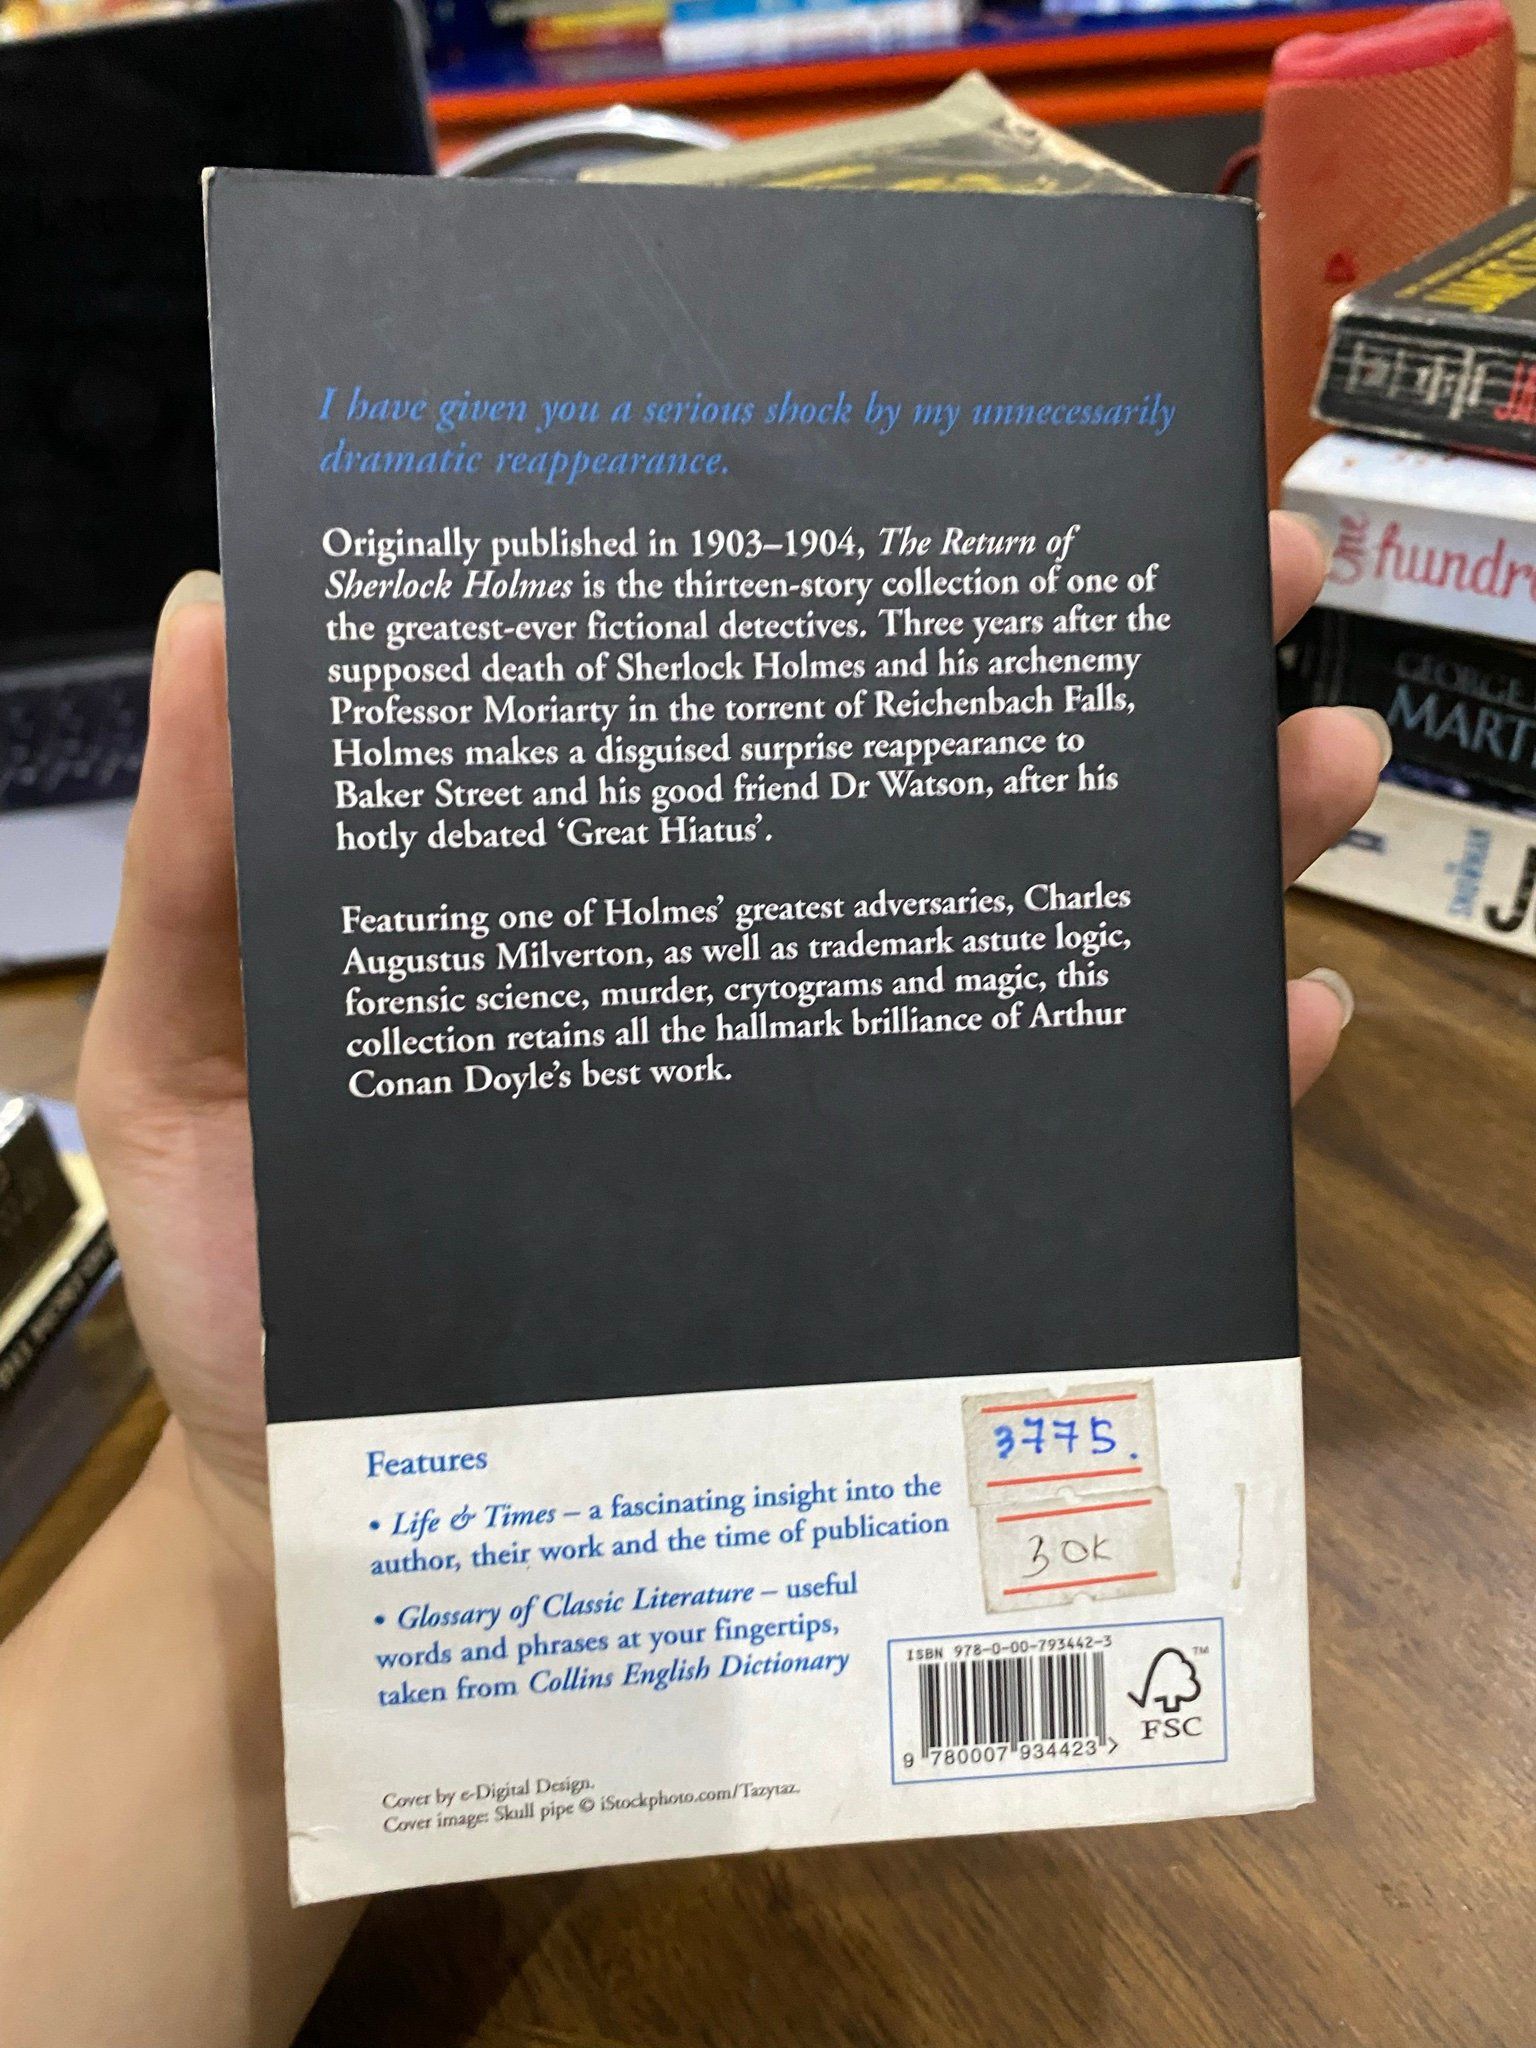 I have given you a serious shock by my unnecessarily
dramatic reappearance.
Originally published in 1903–1904, The Return of
Sherlock Holmes is the thirteen-story collection of one of
the greatest-ever fictional detectives. Three years after the
supposed death of Sherlock Holmes and his archenemy
Professor Moriarty in the torrent of Reichenbach Falls,
Holmes makes a disguised surprise reappearance to
Baker Street and his good friend Dr Watson, after his
hotly debated ‘Great Hiatus’.
Featuring one of Holmes’ greatest adversaries, Charles
Augustus Milverton, as well as trademark astute logic,
forensic science, murder, crytograms and magic, this
collection retains all the hallmark brilliance of Arthur
Conan Doyle’s best work.
Features
• Life & Times – a fascinating insight into the
author, their work and the time of publication
• Glossary of Classic Literature – useful
words and phrases at your fingertips,
taken from Collins English Dictionary
3775.
30K
ISBN 978-0-00-793442-3
9 780007 934423 >
FSC
TM
Cover by e-Digital Design.
Cover image: Skull pipe © iStockphoto.com/Tazytaz.
one
hundre
GEORGE
MART
SNOWMAN